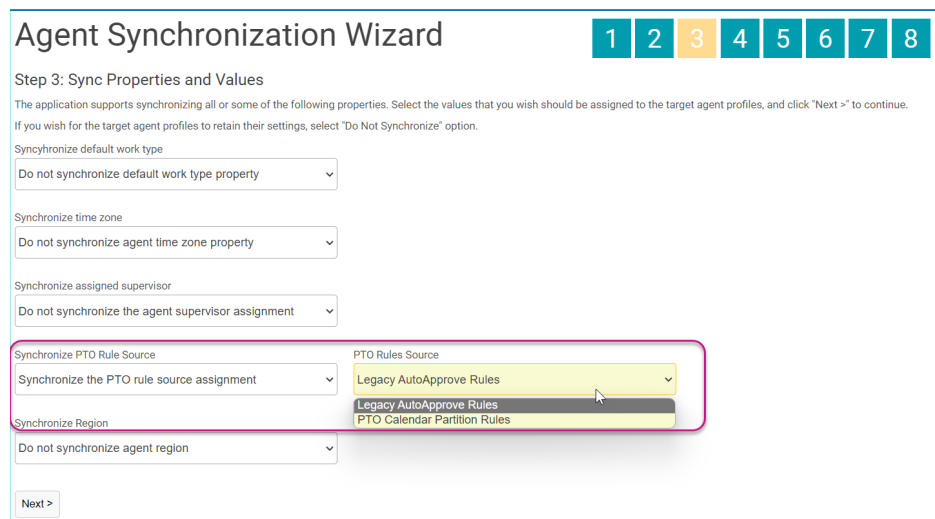 Agent Synchronization Wizard
1 2 3 4 5 6 7 8
Step 3: Sync Properties and Values
The application supports synchronizing all or some of the following properties. Select the values that you wish should be assigned to the target agent profiles, and click "Next >" to continue.
If you wish for the target agent profiles to retain their settings, select "Do Not Synchronize" option.
Syncyhronize default work type
Do not synchronize default work type property
Synchronize time zone
Do not synchronize agent time zone property
Synchronize assigned supervisor
Do not synchronize the agent supervisor assignment
Synchronize PTO Rule Source
Synchronize the PTO rule source assignment
PTO Rules Source
Legacy AutoApprove Rules
Legacy AutoApprove Rules
PTO Calendar Partition Rules
Synchronize Region
Do not synchronize agent region
Next >